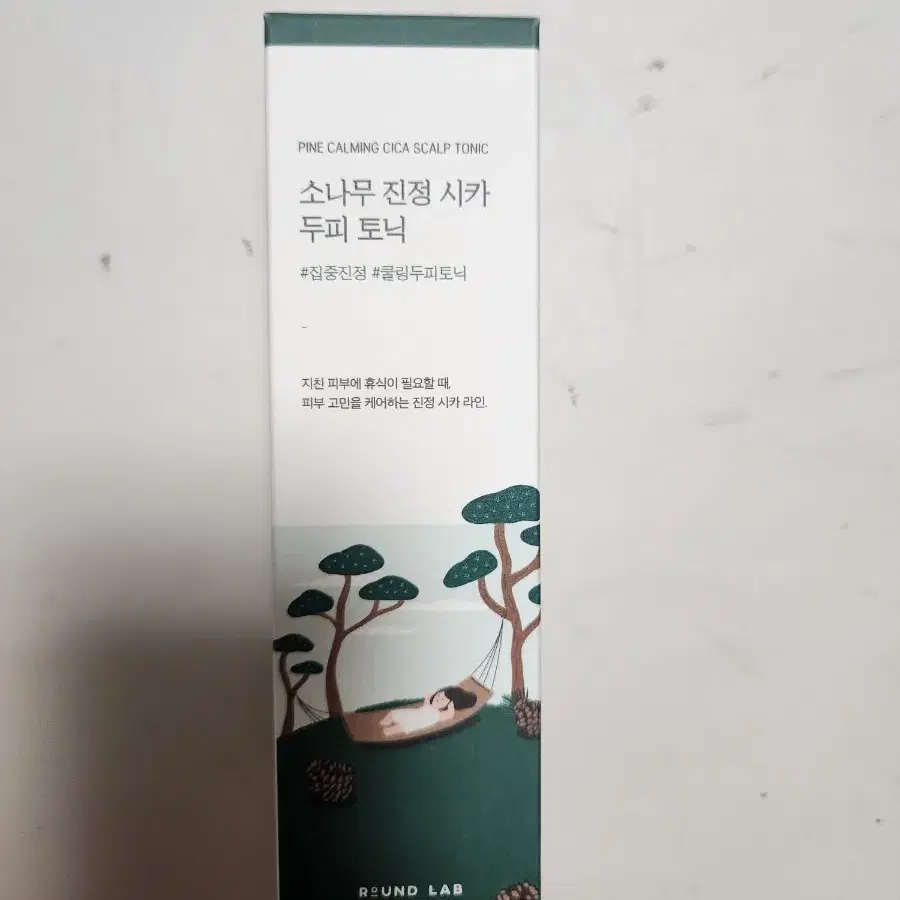 PINE CALMING CICA SCALP TONIC
소나무 진정 시카
두피 토닉
#집중진정 #쿨링두피토닉
-
지친 피부에 휴식이 필요할 때,
피부 고민을 케어하는 진정 시카 라인.
ROUND LAB